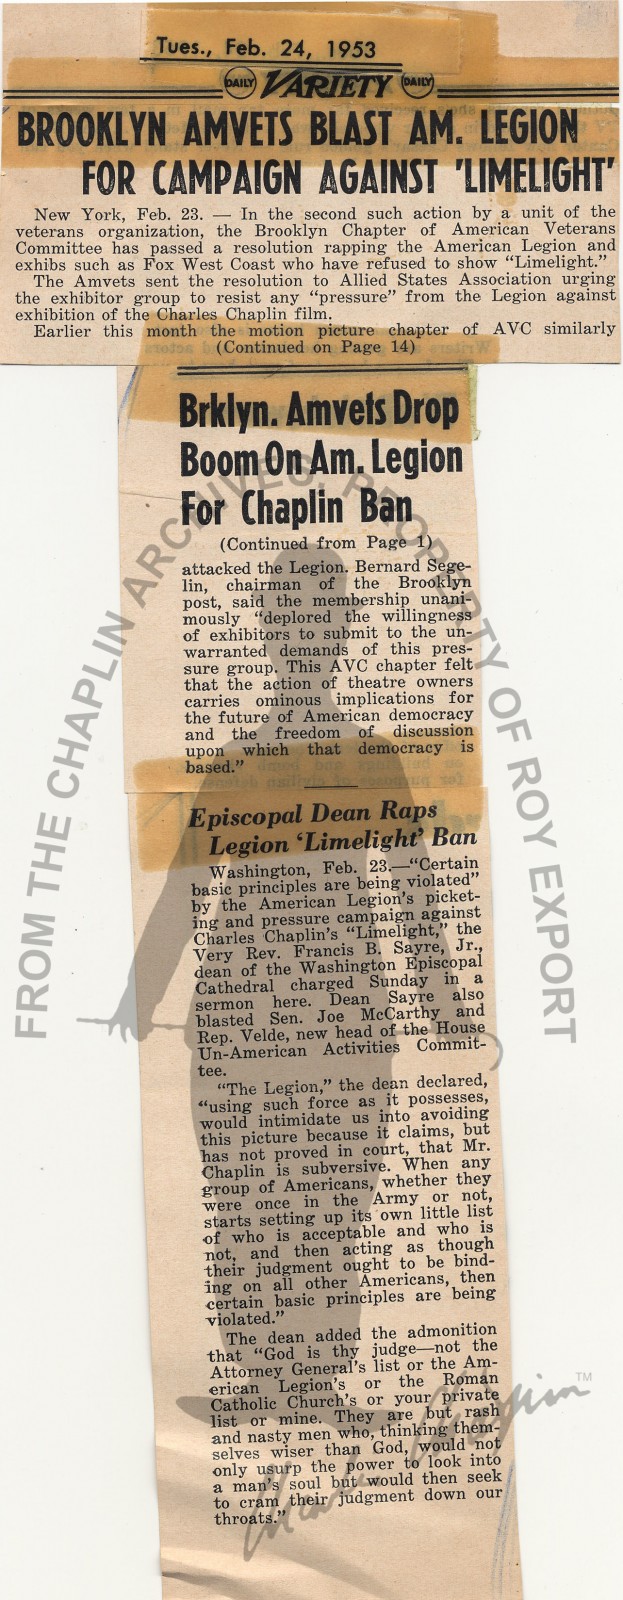 Tues., Feb. 24, 1953
DAILY VARIETY DAILY
BROOKLYN AMVETS BLAST AM. LEGION
FOR CAMPAIGN AGAINST 'LIMELIGHT'
New York, Feb. 23. — In the second such action by a unit of the
veterans organization, the Brooklyn Chapter of American Veterans
Committee has passed a resolution rapping the American Legion and
exhibs such as Fox West Coast who have refused to show "Limelight."
The Amvets sent the resolution to Allied States Association urging
the exhibitor group to resist any "pressure" from the Legion against
exhibition of the Charles Chaplin film.
Earlier this month the motion picture chapter of AVC similarly
(Continued on Page 14)
Brklyn. Amvets Drop
Boom On Am. Legion
For Chaplin Ban
(Continued from Page 1)
attacked the Legion. Bernard Sege-
lin, chairman of the Brooklyn
post, said the membership unani-
mously "deplored the willingness
of exhibitors to submit to the un-
warranted demands of this pres-
sure group. This AVC chapter felt
that the action of theatre owners
carries ominous implications for
the future of American democracy
and the freedom of discussion
upon which that democracy is
based."
Episcopal Dean Raps
Legion 'Limelight' Ban
Washington, Feb. 23.—"Certain
basic principles are being violated"
by the American Legion's picket-
ing and pressure campaign against
Charles Chaplin's "Limelight," the
Very Rev. Francis B. Sayre, Jr.,
dean of the Washington Episcopal
Cathedral charged Sunday in a
sermon here. Dean Sayre also
blasted Sen. Joe McCarthy and
Rep. Velde, new head of the House
Un-American Activities Commit-
tee.
"The Legion," the dean declared,
"using such force as it possesses,
would intimidate us into avoiding
this picture because it claims, but
has not proved in court, that Mr.
Chaplin is subversive. When any
group of Americans, whether they
were once in the Army or not,
starts setting up its own little list
of who is acceptable and who is
not, and then acting as though
their judgment ought to be bind-
ing on all other Americans, then
certain basic principles are being
violated."
The dean added the admonition
that "God is thy judge—not the
Attorney General's list or the Am-
erican Legion's or the Roman
Catholic Church's or your private
list or mine. They are but rash
and nasty men who, thinking them-
selves wiser than God, would not
only usurp the power to look into
a man's soul but would then seek
to cram their judgment down our
throats."
FROM THE CHAPLIN ARCHIVES, PROPERTY OF ROY EXPORT
Charles Chaplin TM